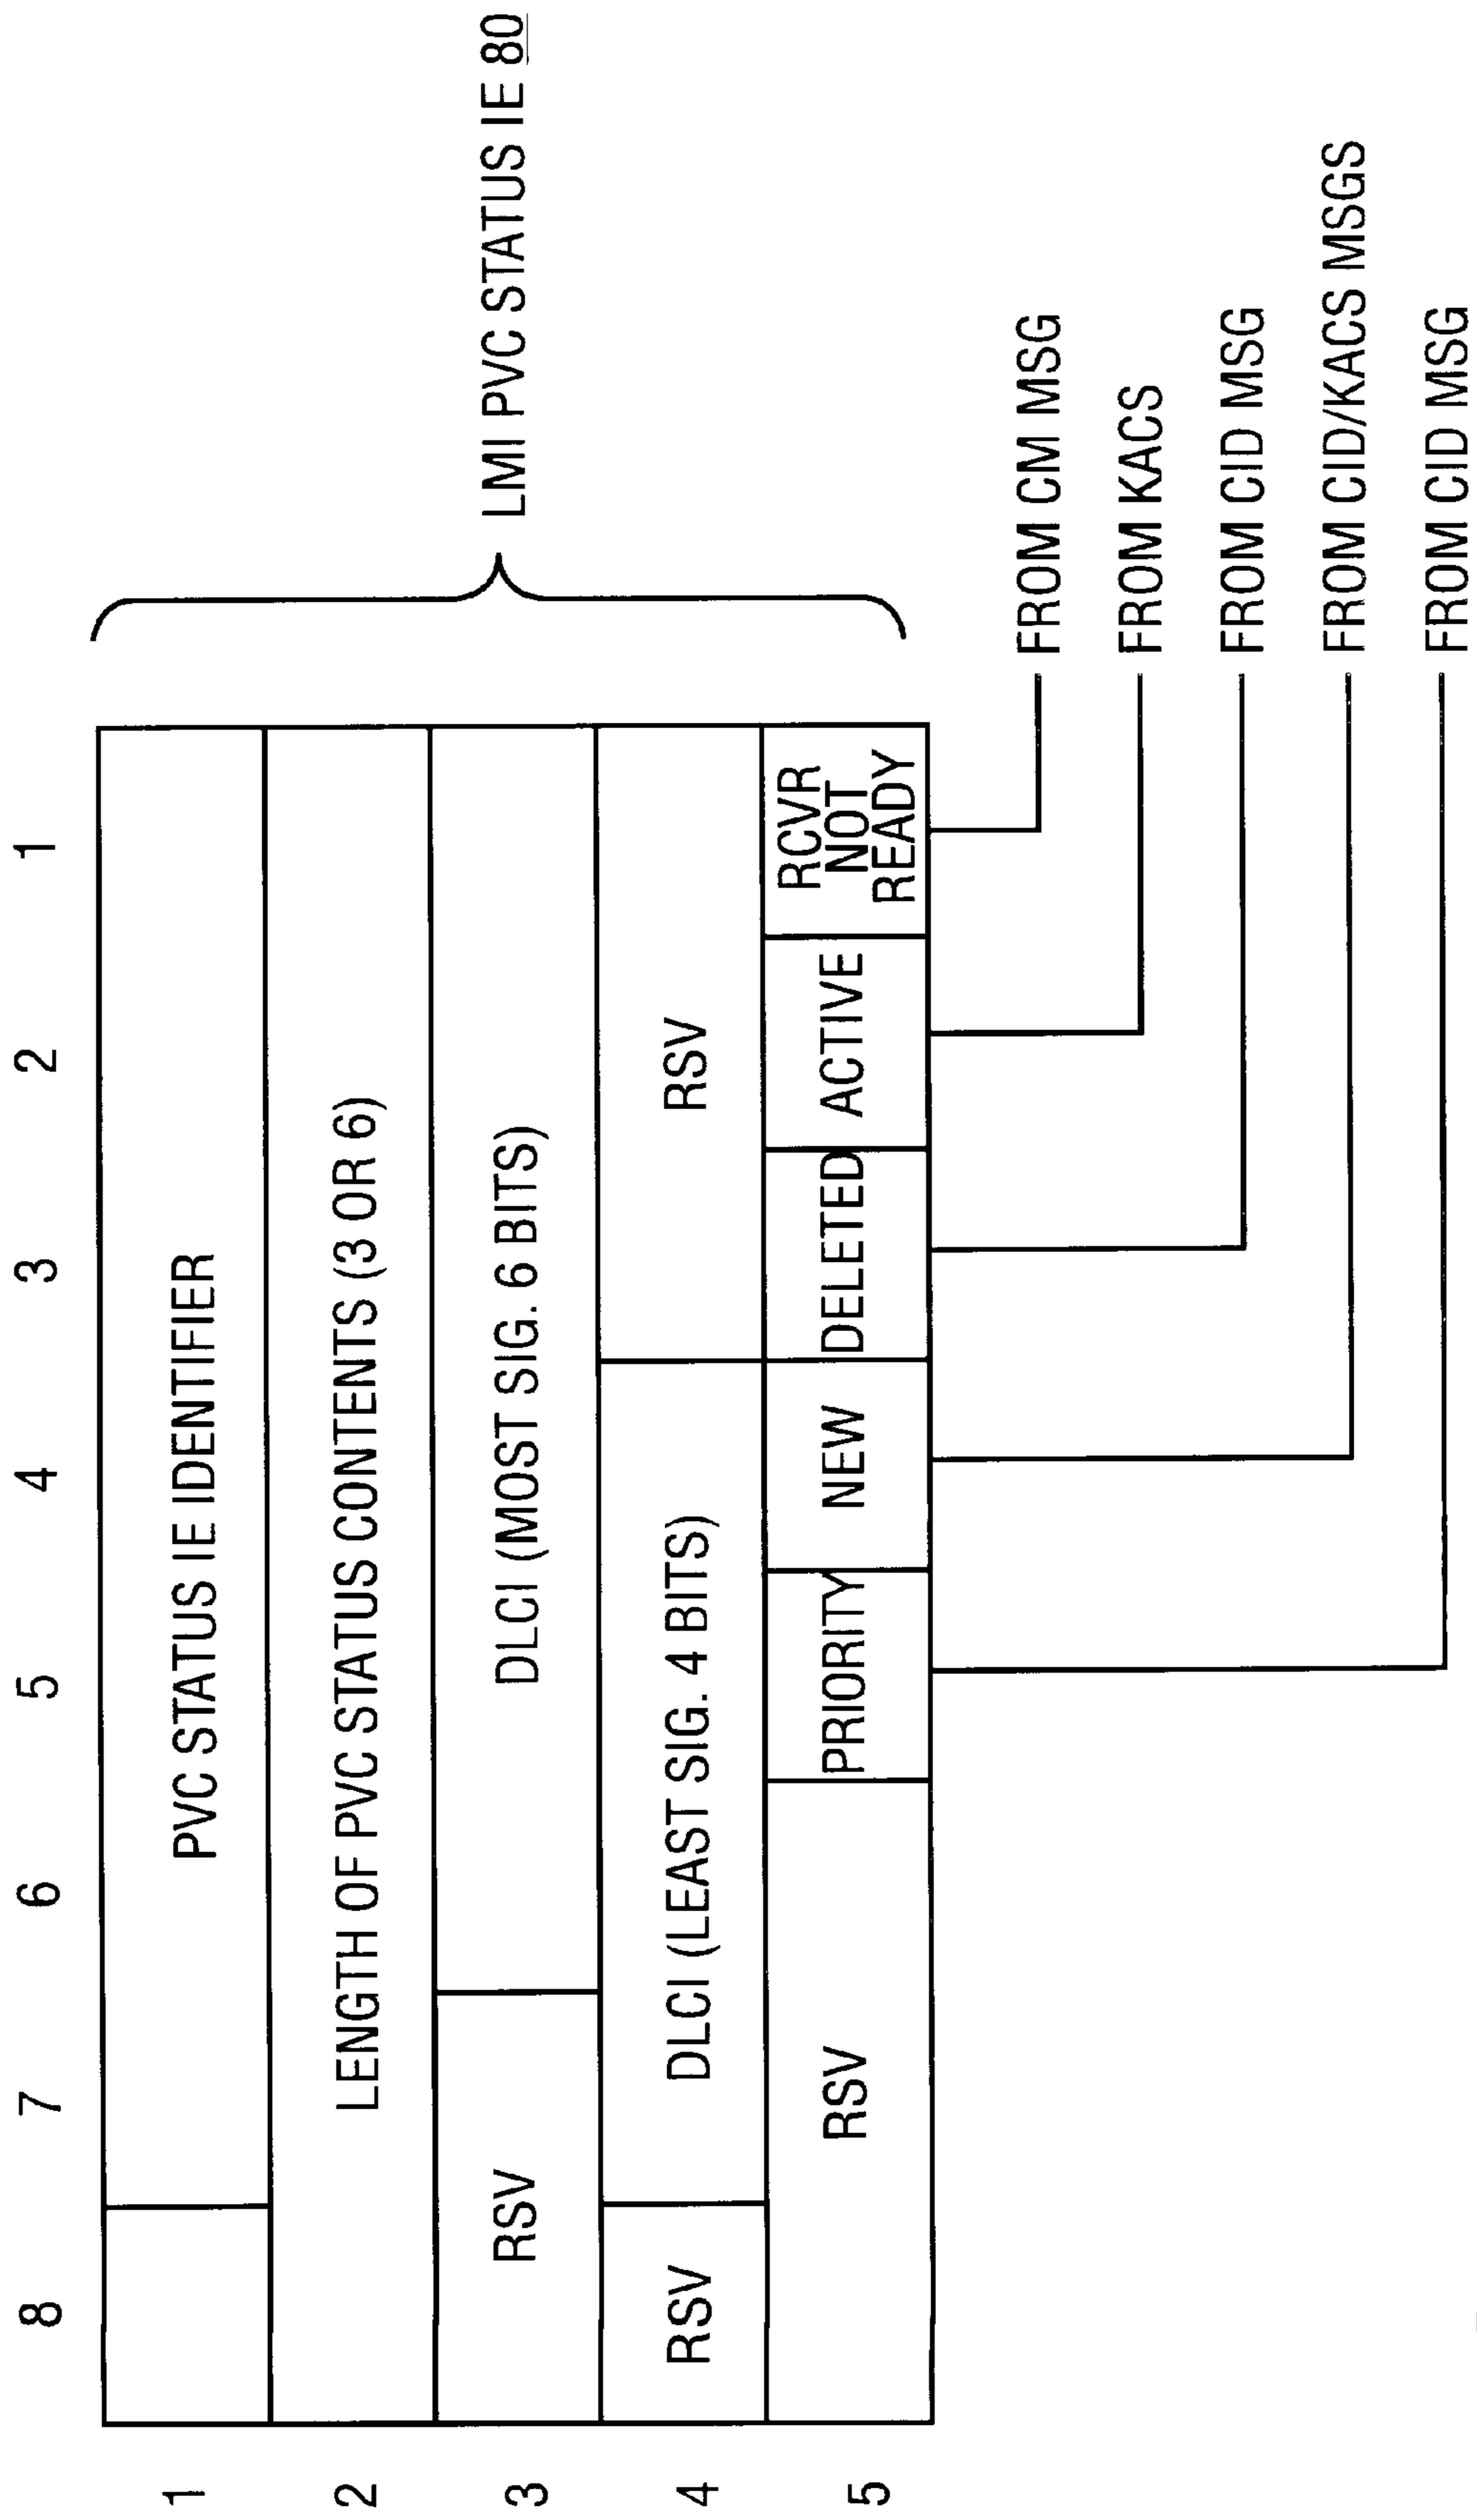 8 7 6 5 4 3 2 1
1 PVC STATUS IE IDENTIFIER
2 LENGTH OF PVC STATUS CONTENTS (3 OR 6)
3 RSV DLCI (MOST SIG. 6 BITS)
LMI PVC STATUS IE 80
4 RSV DLCI (LEAST SIG. 4 BITS) RSV
5 RSV PRIORITY NEW DELETED ACTIVE
RCVR
NOT
READY
FROM CM MSG
FROM KACS
FROM CID MSG
FROM CID/KACS MSGS
FROM CID MSG